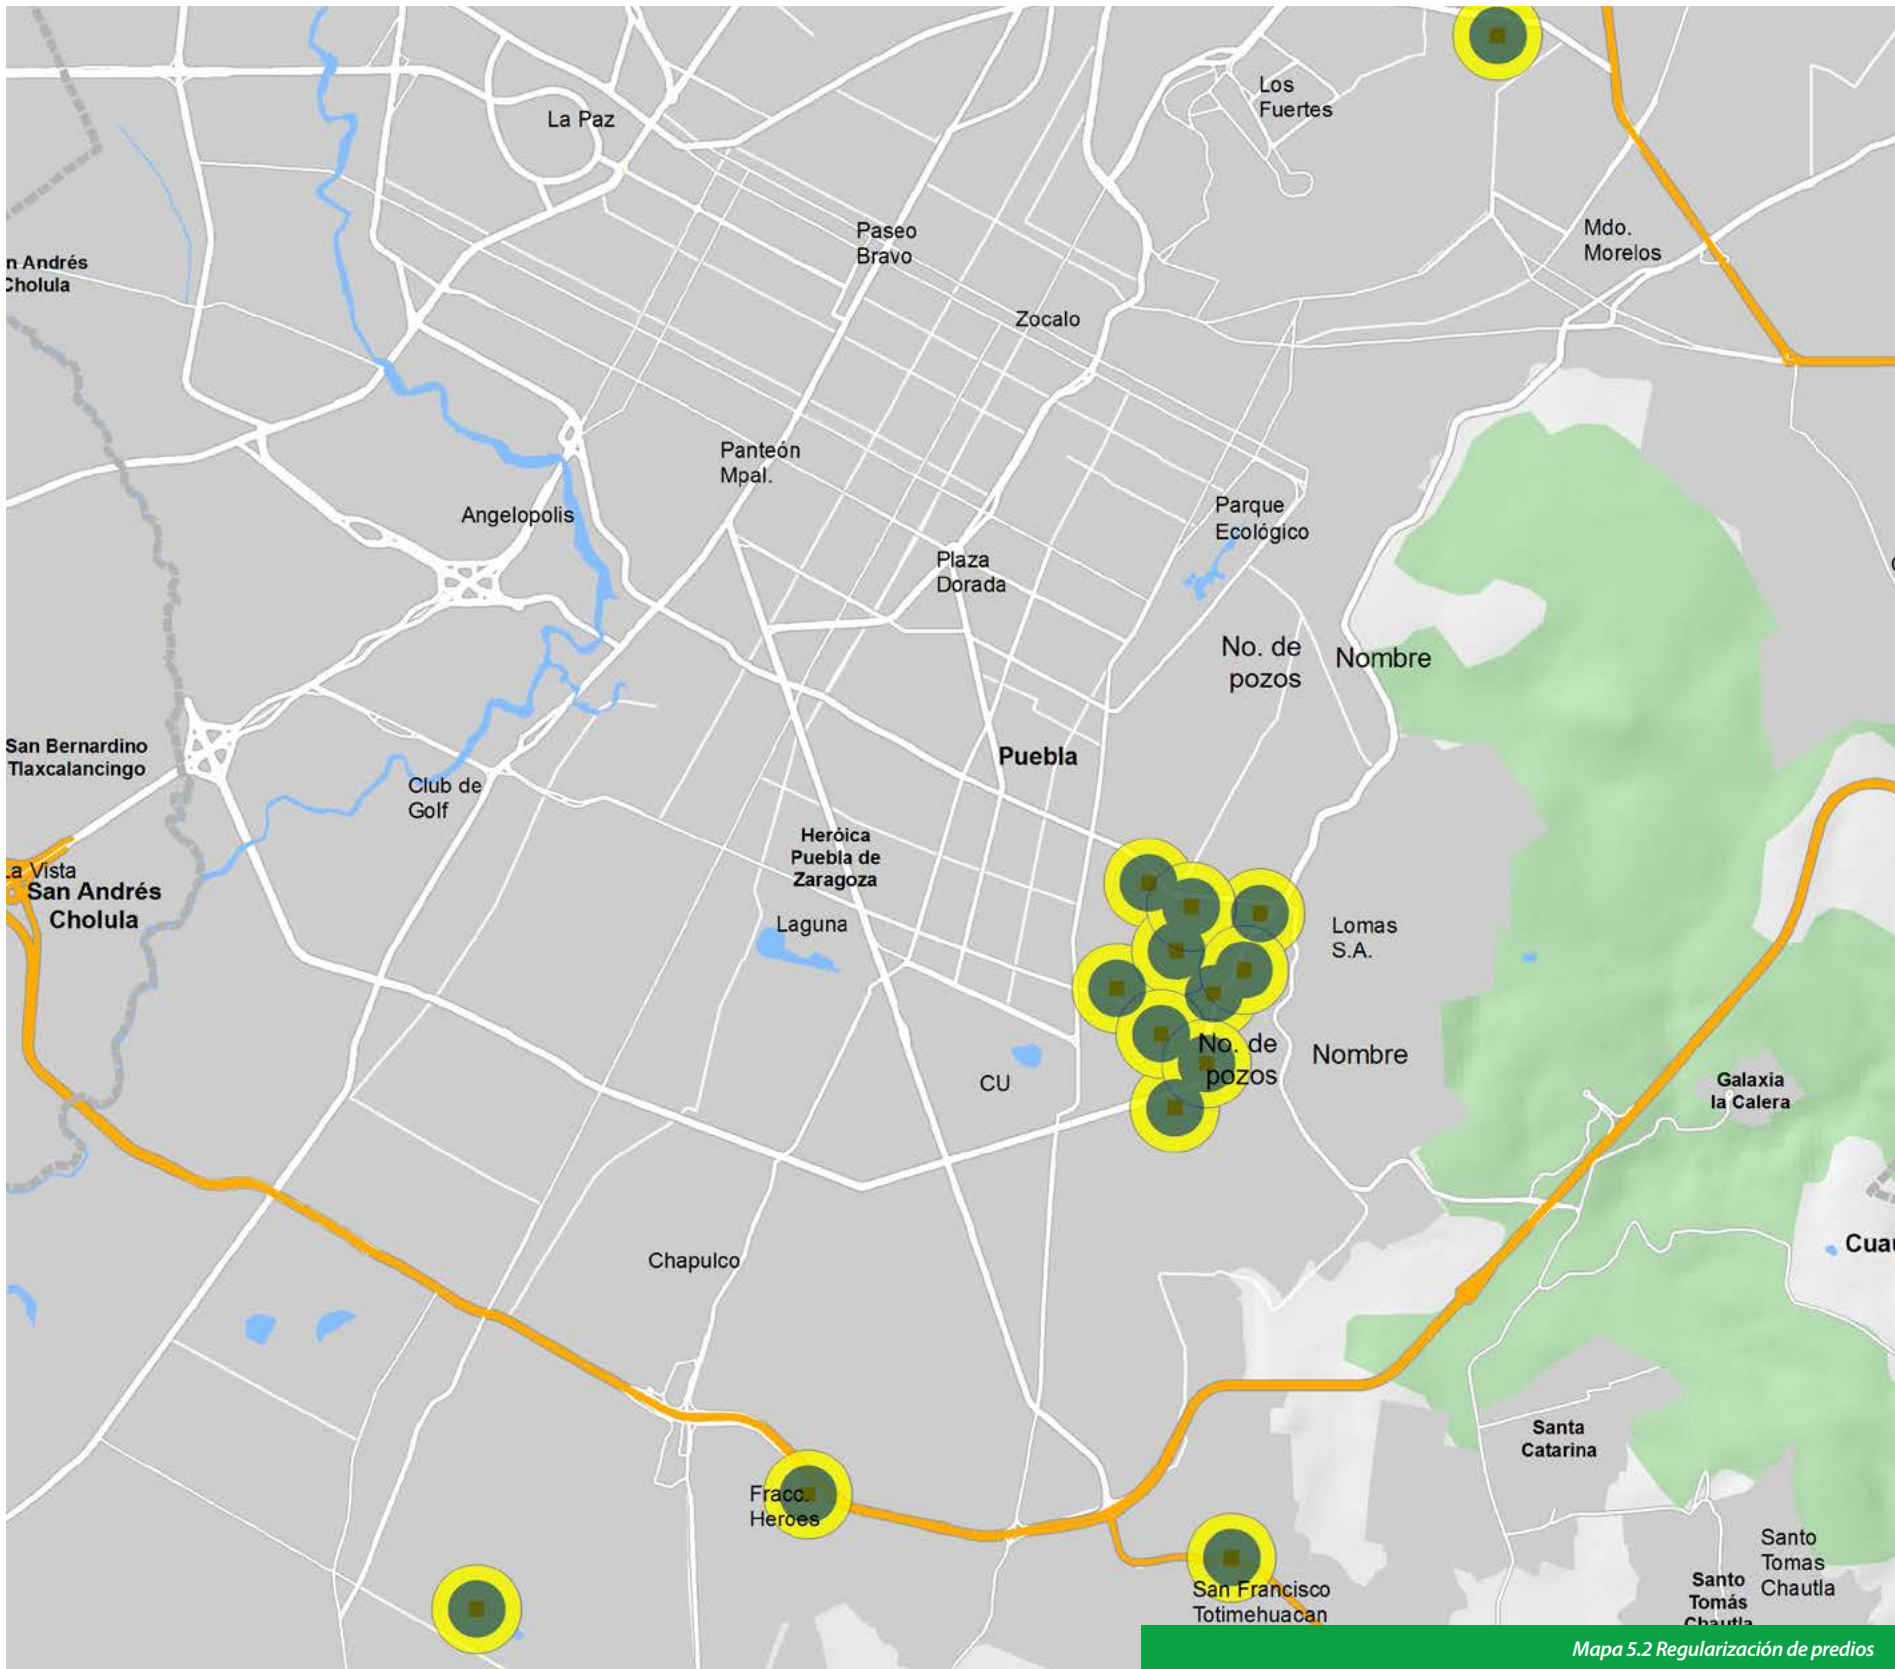 Los
Fuertes
La Paz
Paseo
Bravo
Mdo.
Morelos
n Andrés
Cholula
Zocalo
Panteón
Mpal.
Angelopolis
Parque
Ecológico
Plaza
Dorada
No. de
pozos
Nombre
San Bernardino
Tlaxcalancingo
Puebla
Club de
Golf
Heróica
Puebla de
Zaragoza
La Vista
San Andrés
Cholula
Laguna
Lomas
S.A.
No. de
pozos
Nombre
CU
Galaxia
la Calera
Cuau
Chapulco
Santa
Catarina
Fracc.
Heroes
Santo
Tomas
Chautla
San Francisco
Totimehuacan
Santo
Tomás
Chautla
Mapa 5.2 Regularización de predios